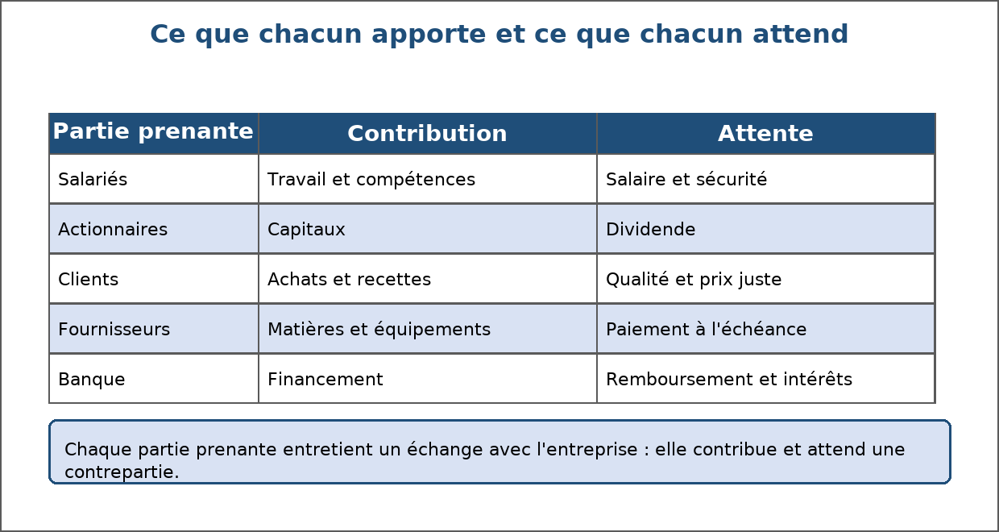 Ce que chacun apporte et ce que chacun attend
Partie prenante Contribution Attente
Salariés Travail et compétences Salaire et sécurité
Actionnaires Capitaux Dividende
Clients Achats et recettes Qualité et prix juste
Fournisseurs Matières et équipements Paiement à l'échéance
Banque Financement Remboursement et intérêts
Chaque partie prenante entretient un échange avec l'entreprise : elle contribue et attend une
contrepartie.